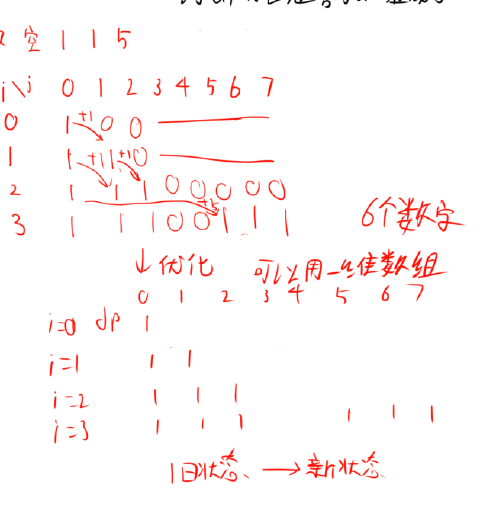 空 1 1 5
i\j 0 1 2 3 4 5 6 7
0 1 +1 0 0
1 1 +1 1 +1 0
2 1 1 1 0 0 0 0 0 +5
3 1 1 1 0 0 1 1 1 6个数字
↓优化 可以用一维数组
0 1 2 3 4 5 6 7
i=0 dp 1
i=1 1 1
i=2 1 1 1
i=3 1 1 1 1 1 1
旧状态 → 新状态